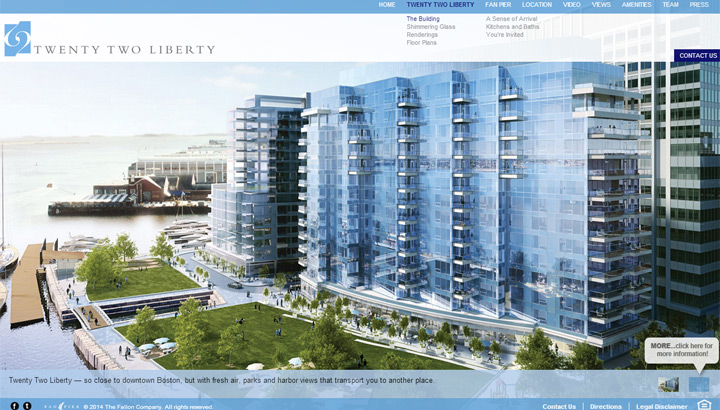 HOME TWENTY TWO LIBERTY FAN PIER LOCATION VIDEO VIEWS AMENITIES TEAM PRESS
The Building A Sense of Arrival
Shimmering Glass Kitchens and Baths
Renderings You're Invited
Floor Plans
TWENTY TWO LIBERTY
CONTACT US
MORE...click here for
more information!
Twenty Two Liberty — so close to downtown Boston, but with fresh air, parks and harbor views that transport you to another place.
FAN PIER © 2014 The Fallon Company. All rights reserved. Contact Us | Directions | Legal Disclaimer